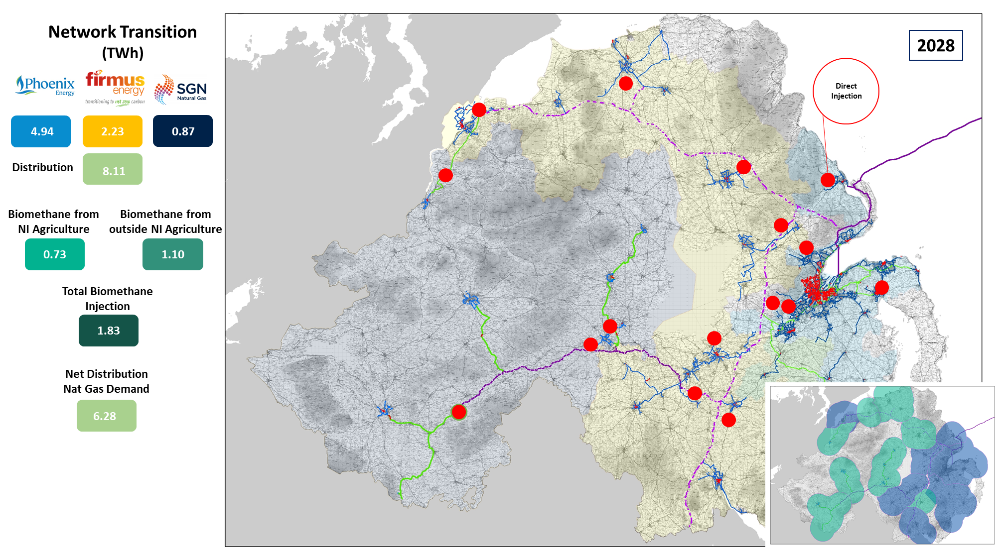 Network Transition
(TWh)
Phoenix
Energy
firmus
energy
transitioning to net zero carbon
SGN
Natural Gas
4.94
2.23
0.87
Distribution
8.11
Biomethane from
NI Agriculture
Biomethane from
outside NI Agriculture
0.73
1.10
Total Biomethane
Injection
1.83
Net Distribution
Nat Gas Demand
6.28
2028
Direct
Injection